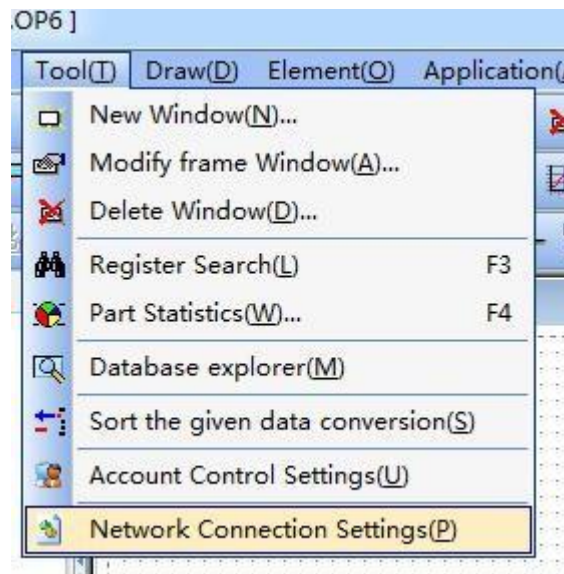 OP6 ]
Tool(T) Draw(D) Element(O) Application(
New Window(N)...
Modify frame Window(A)...
Delete Window(D)...
Register Search(L) F3
Part Statistics(W)... F4
Database explorer(M)
Sort the given data conversion(S)
Account Control Settings(U)
Network Connection Settings(P)